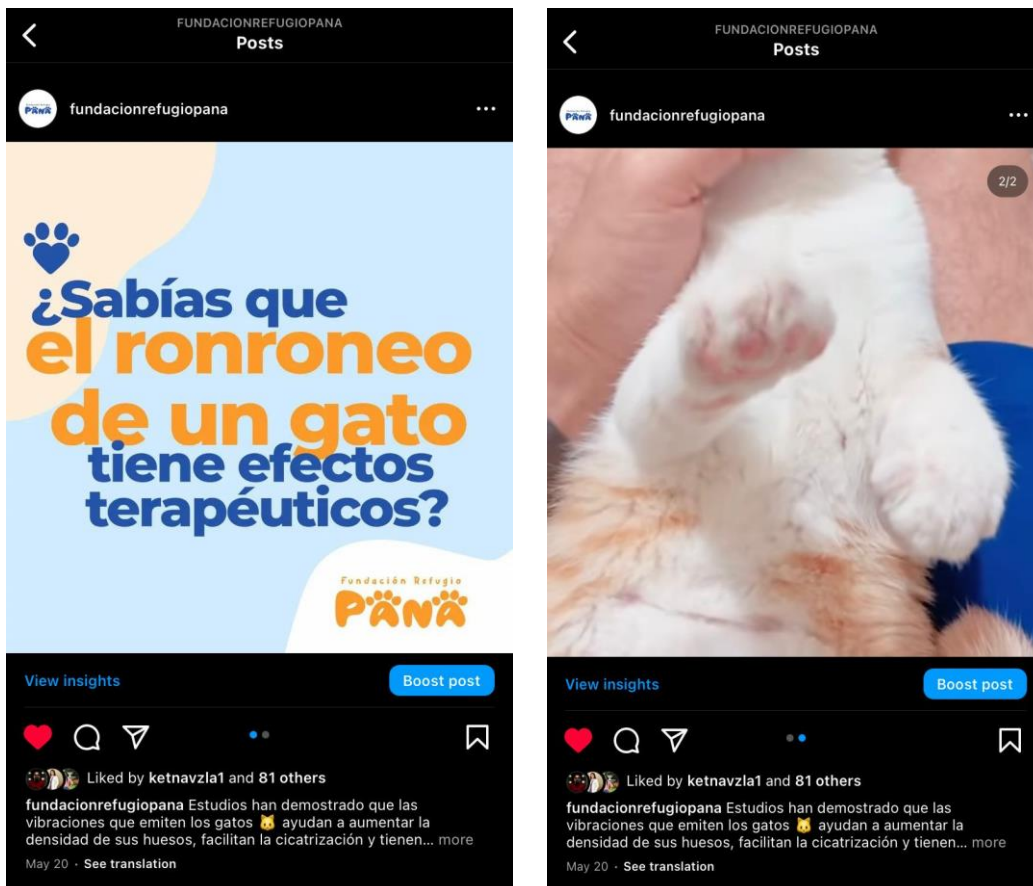 FUNDACIONREFUGIOPANA
Posts
fundacionrefugiopana
¿Sabías que
el ronroneo
de un gato
tiene efectos
terapéuticos?
Fundación Refugio
PANA
View insights
Boost post
Liked by ketnavzla1 and 81 others
fundacionrefugiopana Estudios han demostrado que las
vibraciones que emiten los gatos 🐱 ayudan a aumentar la
densidad de sus huesos, facilitan la cicatrización y tienen... more
May 20 · See translation
FUNDACIONREFUGIOPANA
Posts
fundacionrefugiopana
2/2
View insights
Boost post
Liked by ketnavzla1 and 81 others
fundacionrefugiopana Estudios han demostrado que las
vibraciones que emiten los gatos 🐱 ayudan a aumentar la
densidad de sus huesos, facilitan la cicatrización y tienen... more
May 20 · See translation